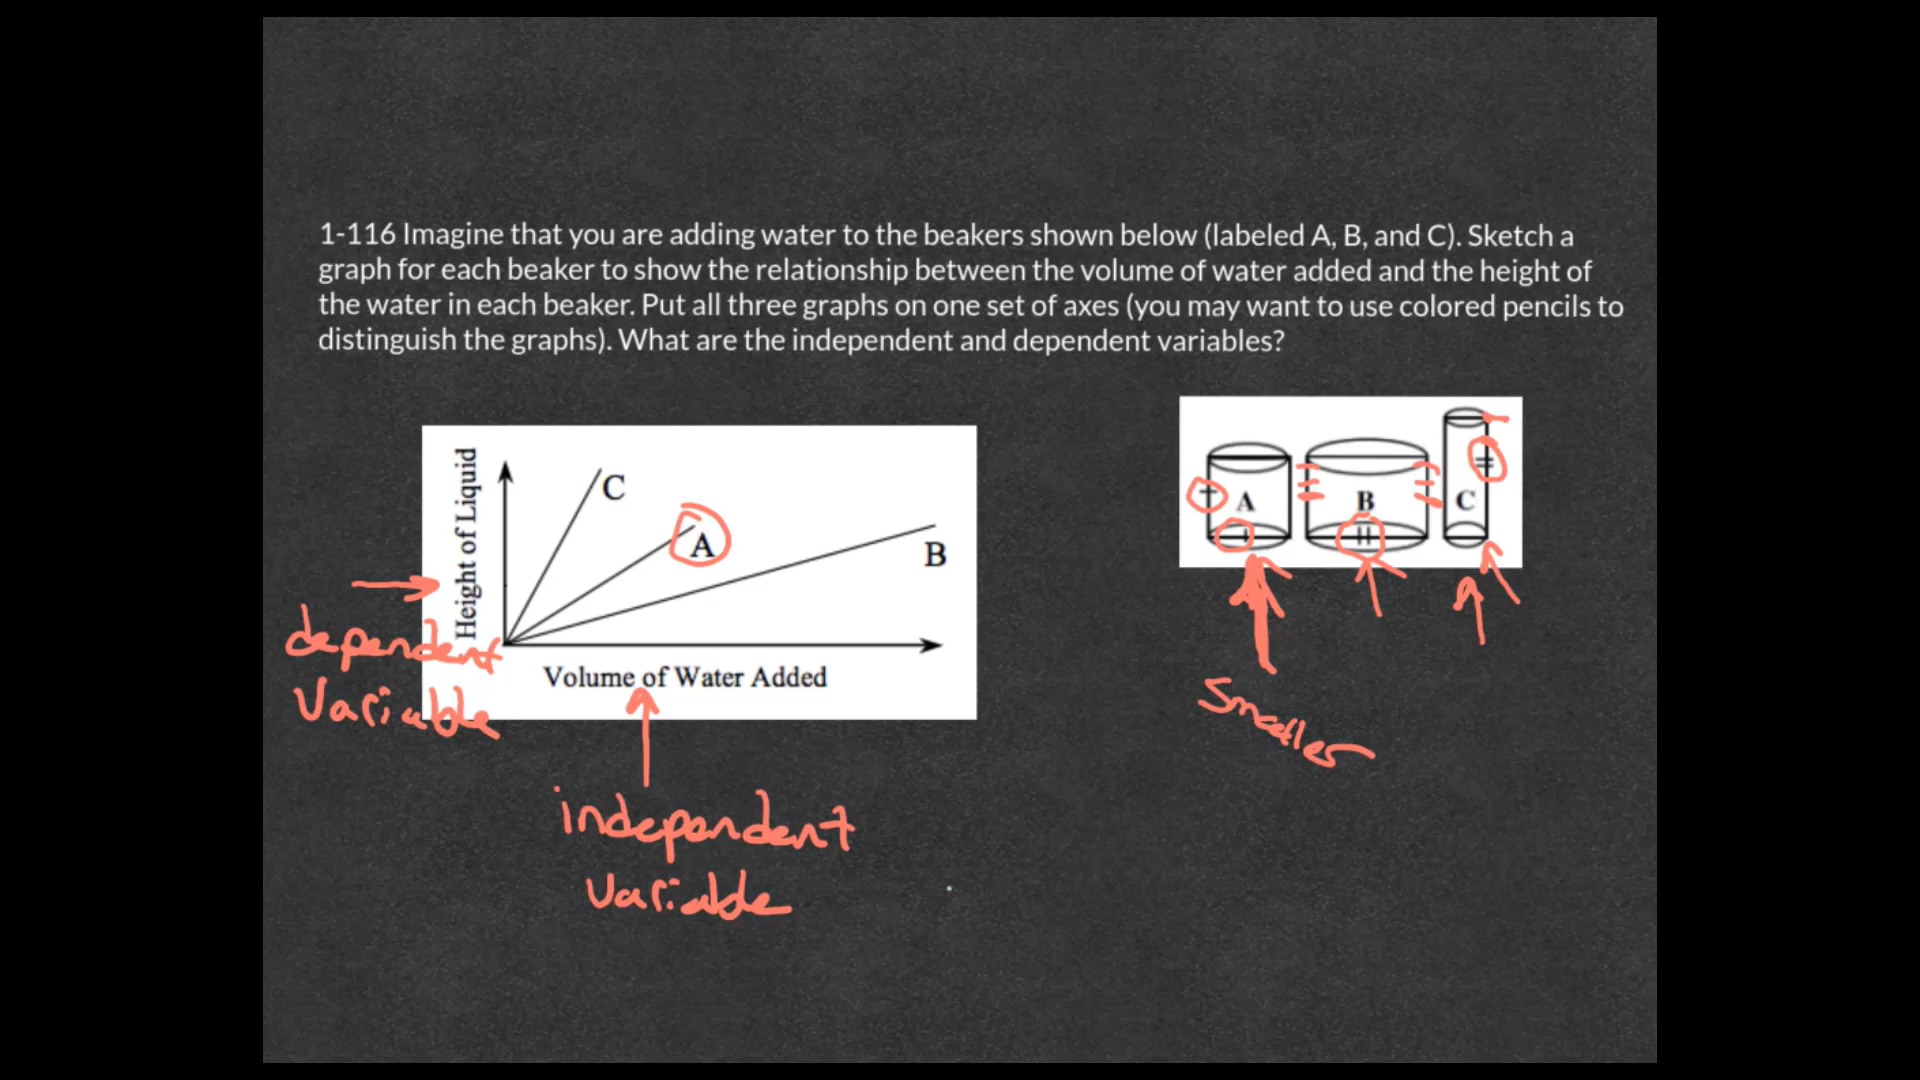 1-116 Imagine that you are adding water to the beakers shown below (labeled A, B, and C). Sketch a
graph for each beaker to show the relationship between the volume of water added and the height of
the water in each beaker. Put all three graphs on one set of axes (you may want to use colored pencils to
distinguish the graphs). What are the independent and dependent variables?
Height of Liquid
C
A
B
Volume of Water Added
dependent
Variable
independent
Variable
A
B
C
Smaller